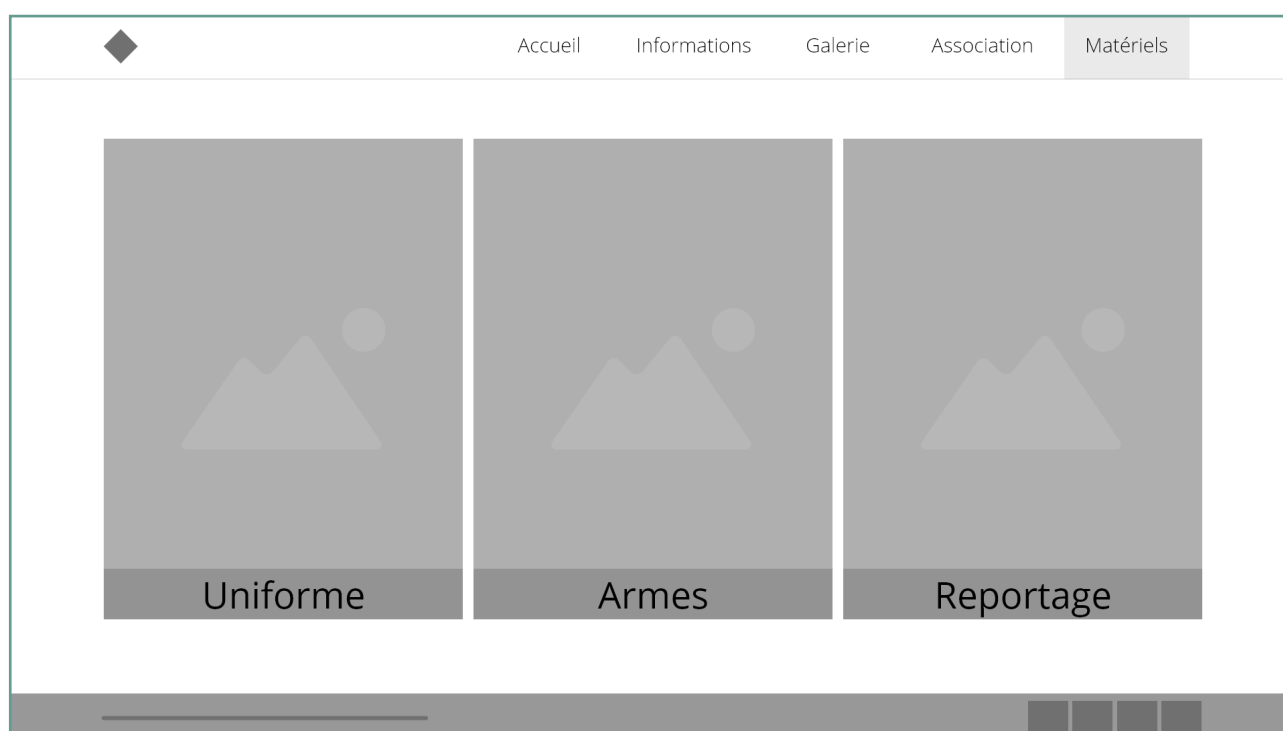 Accueil Informations Galerie Association Matériels
Uniforme Armes Reportage